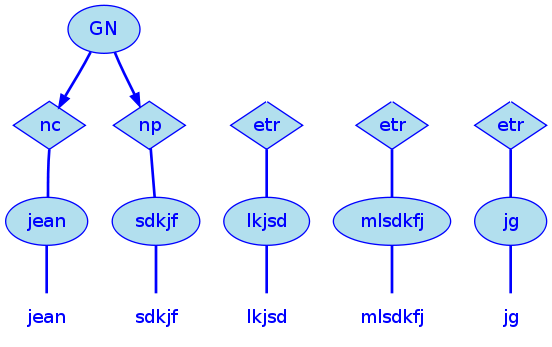 GN
nc np etr etr etr
jean sdkjf lkjsd mlsdkfj jg
jean sdkjf lkjsd mlsdkfj jg